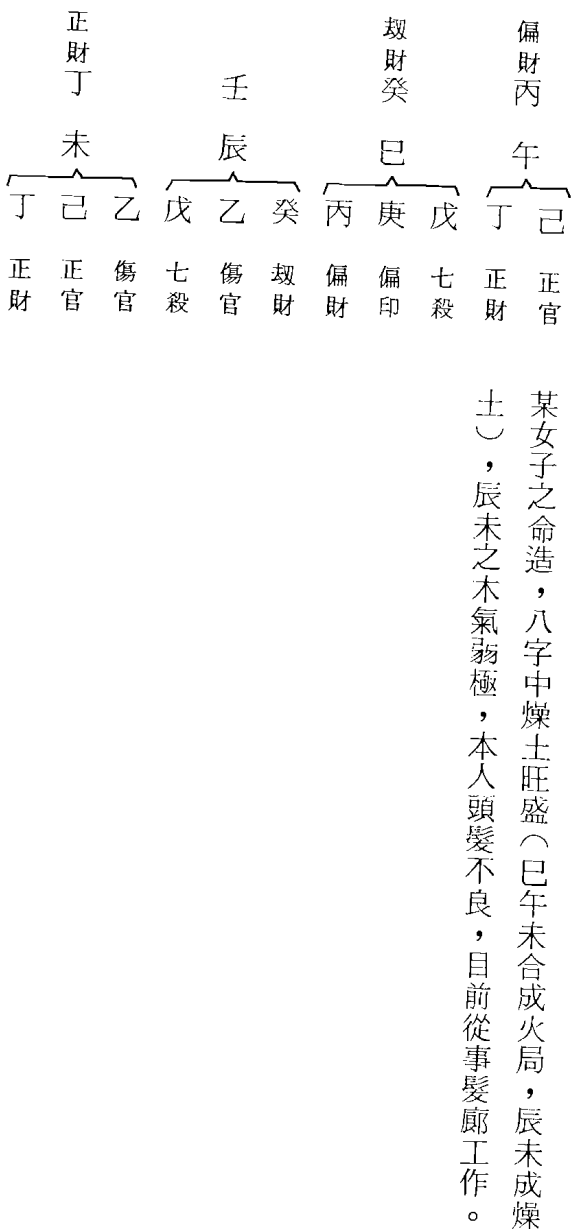 偏財丙午
己正官
丁正財
刼財癸巳
戊七殺
庚偏印
丙偏財
壬辰
癸刼財
乙傷官
戊七殺
正財丁未
乙傷官
己正官
丁正財
某女子之命造，八字中燥土旺盛（巳午未合成火局，辰未成燥
土），辰未之木氣弱極，本人頭髮不良，目前從事髮廊工作。